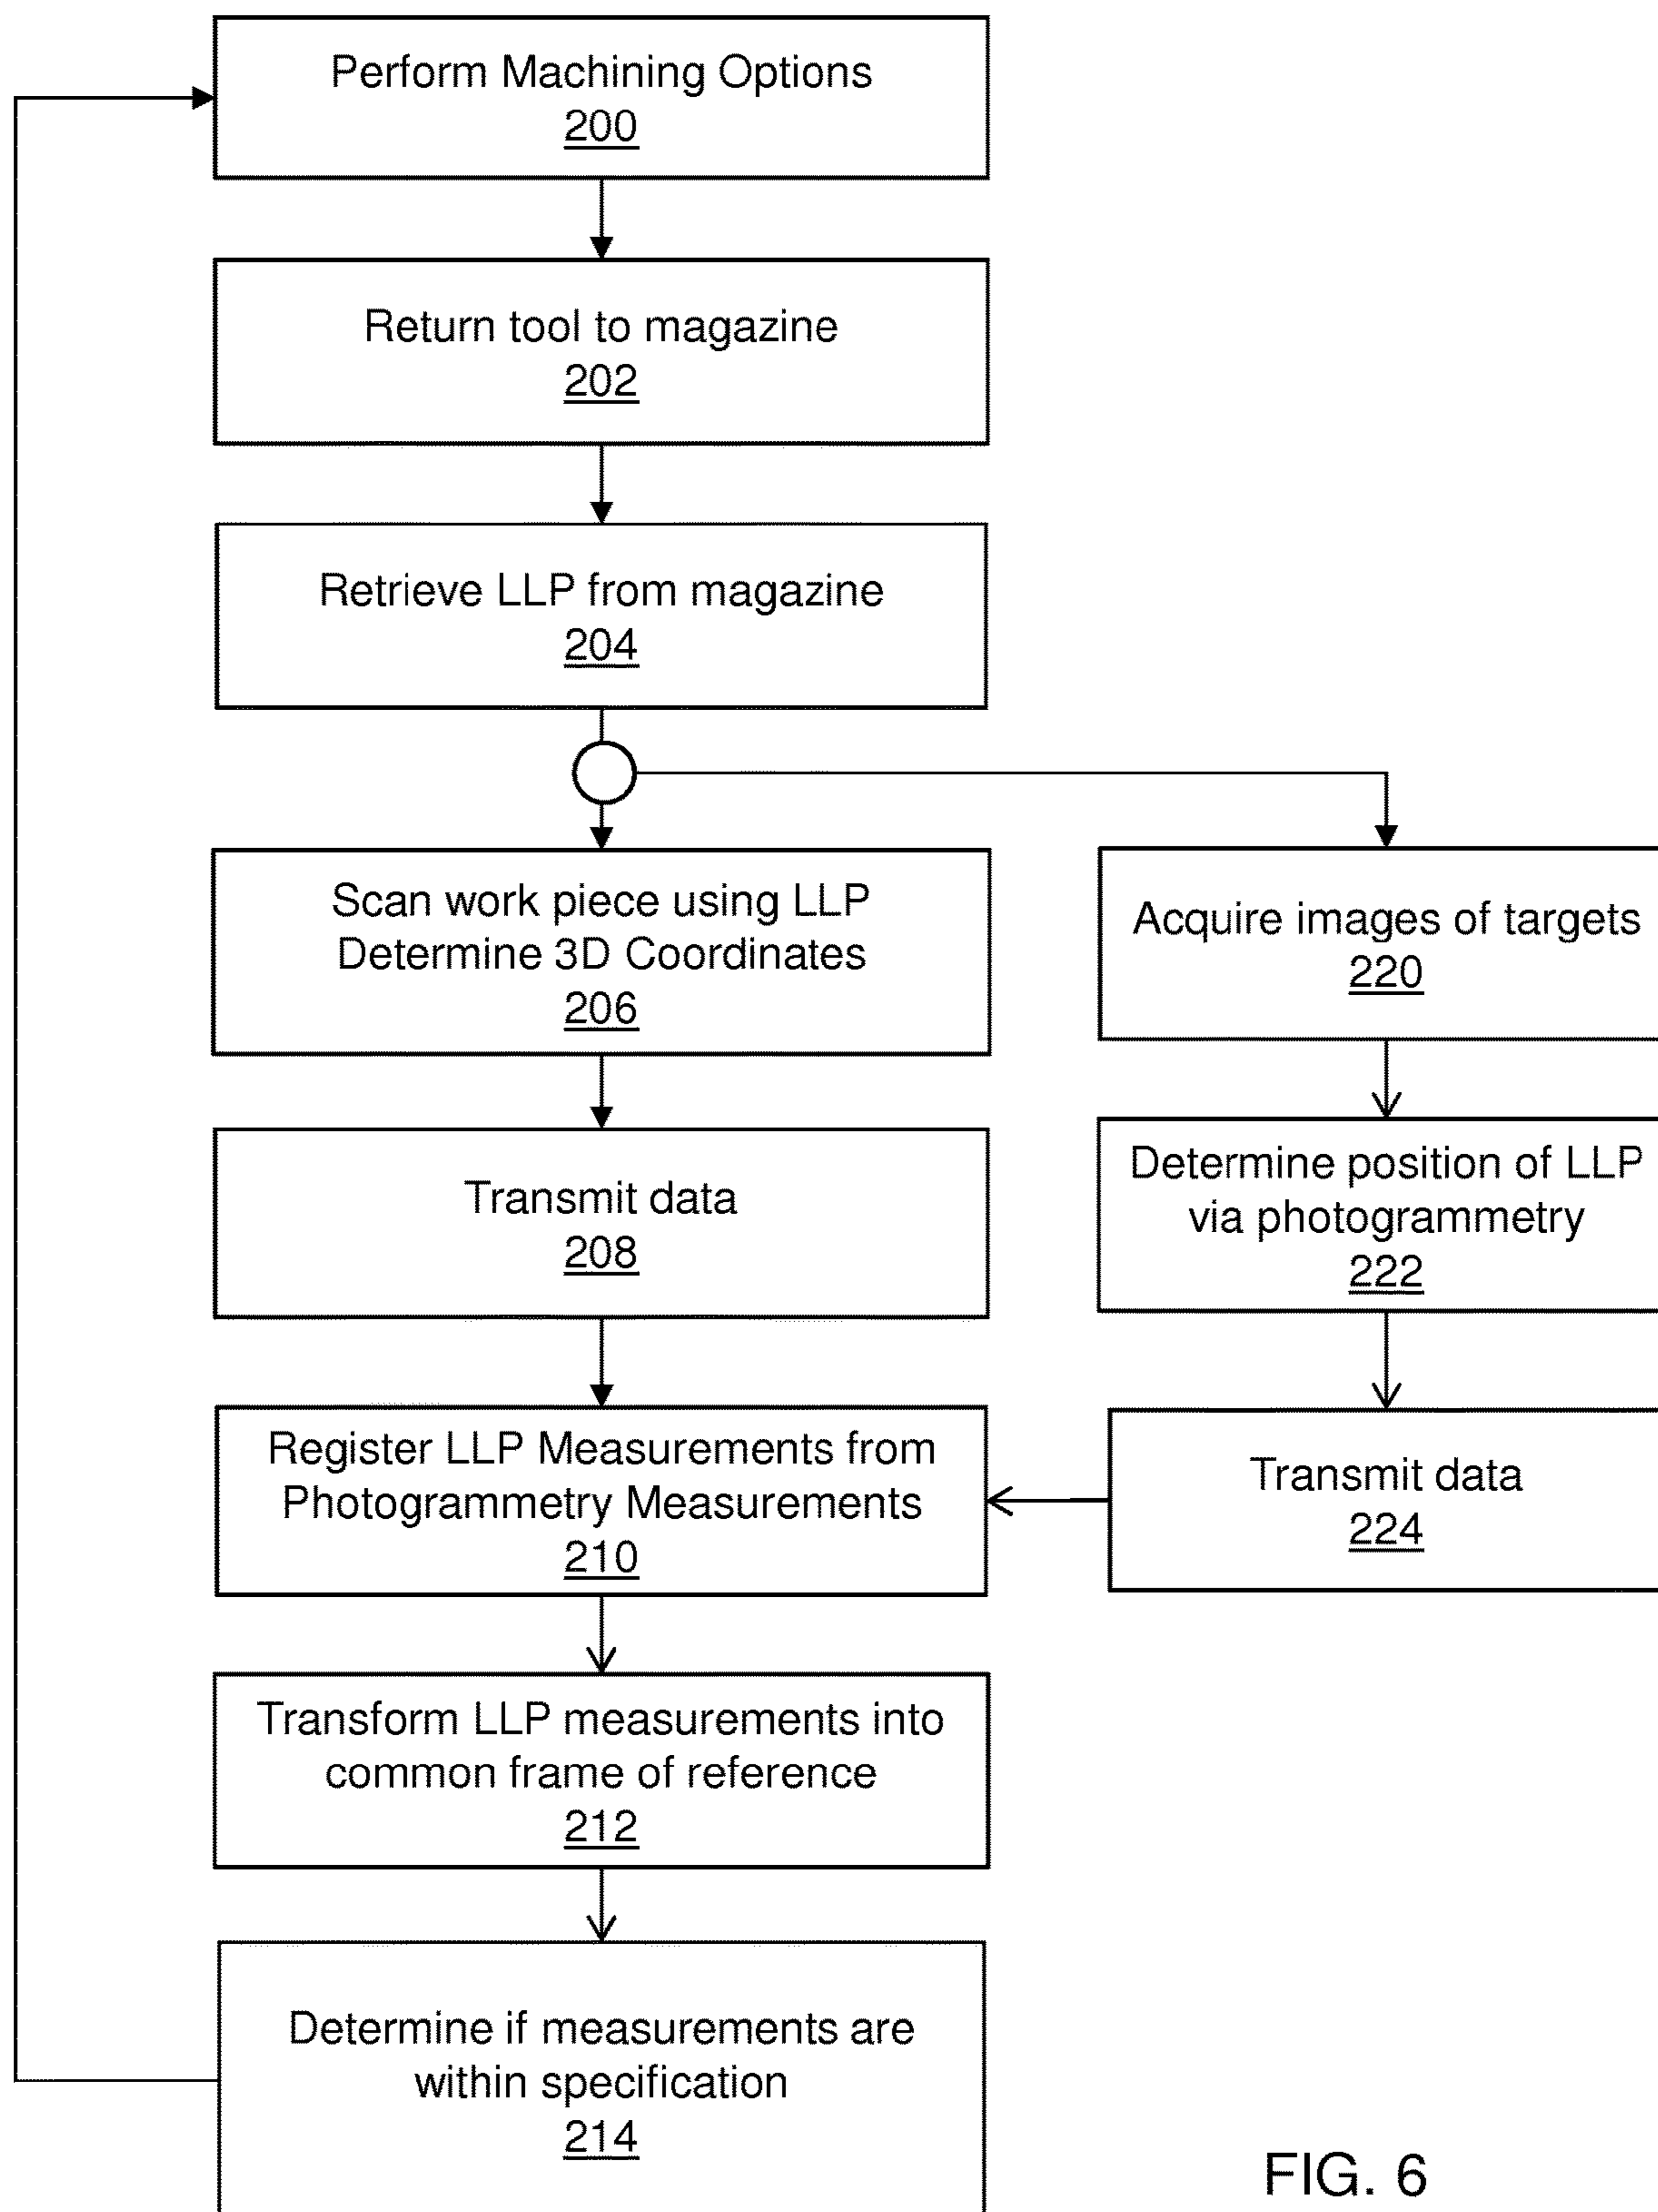 Perform Machining Options
200
Return tool to magazine
202
Retrieve LLP from magazine
204
Scan work piece using LLP
Determine 3D Coordinates
206
Acquire images of targets
220
Transmit data
208
Determine position of LLP
via photogrammetry
222
Register LLP Measurements from
Photogrammetry Measurements
210
Transmit data
224
Transform LLP measurements into
common frame of reference
212
Determine if measurements are
within specification
214
FIG. 6